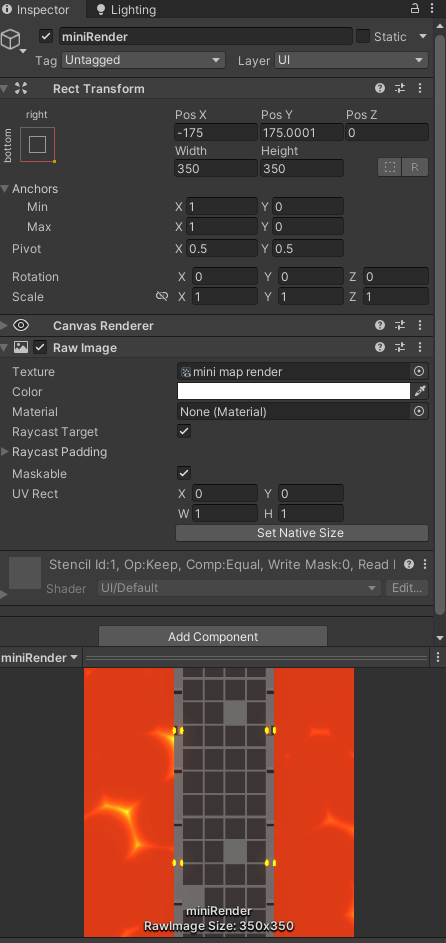 Inspector Lighting
miniRender Static
Tag Untagged Layer UI
Rect Transform
right Pos X Pos Y Pos Z
bottom -175 175.0001 0
Width Height
350 350 R
Anchors
Min X 1 Y 0
Max X 1 Y 0
Pivot X 0.5 Y 0.5
Rotation X 0 Y 0 Z 0
Scale X 1 Y 1 Z 1
Canvas Renderer
Raw Image
Texture mini map render
Color
Material None (Material)
Raycast Target
Raycast Padding
Maskable
UV Rect X 0 Y 0
W 1 H 1
Set Native Size
Stencil Id:1, Op:Keep, Comp:Equal, Write Mask:0, Read
Shader UI/Default Edit...
Add Component
miniRender
miniRender
RawImage Size: 350x350